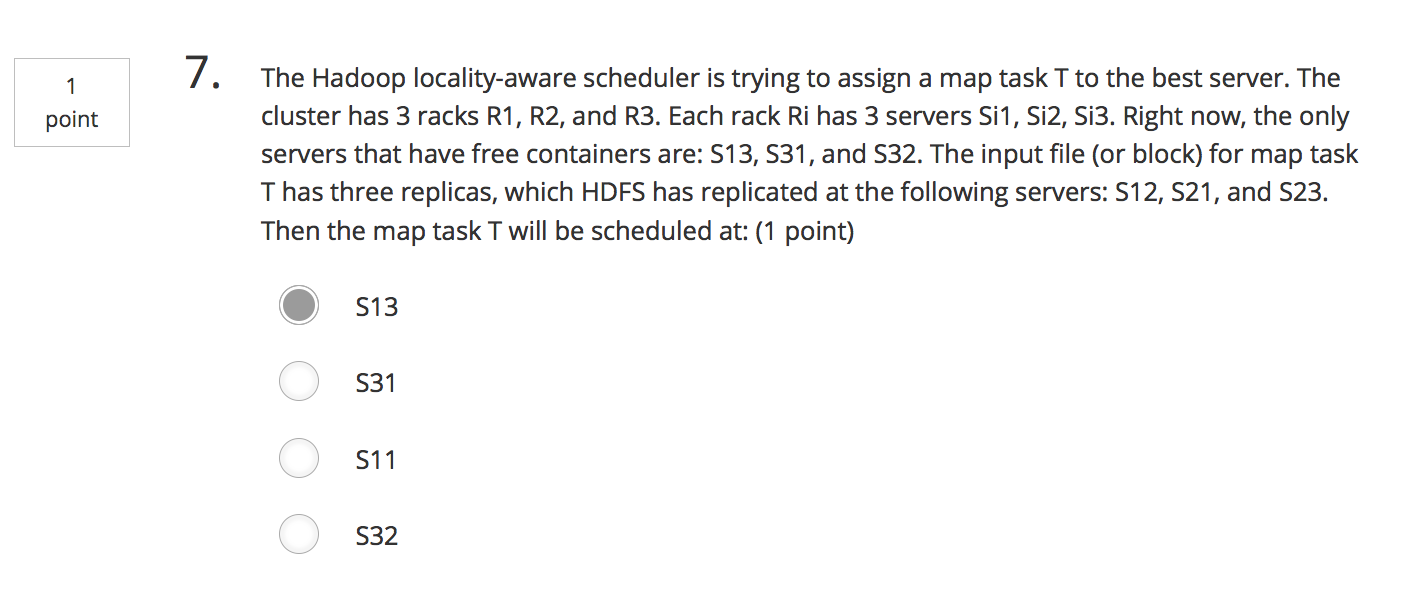 1
point
7.
The Hadoop locality-aware scheduler is trying to assign a map task T to the best server. The
cluster has 3 racks R1, R2, and R3. Each rack Ri has 3 servers Si1, Si2, Si3. Right now, the only
servers that have free containers are: S13, S31, and S32. The input file (or block) for map task
T has three replicas, which HDFS has replicated at the following servers: S12, S21, and S23.
Then the map task T will be scheduled at: (1 point)
S13
S31
S11
S32